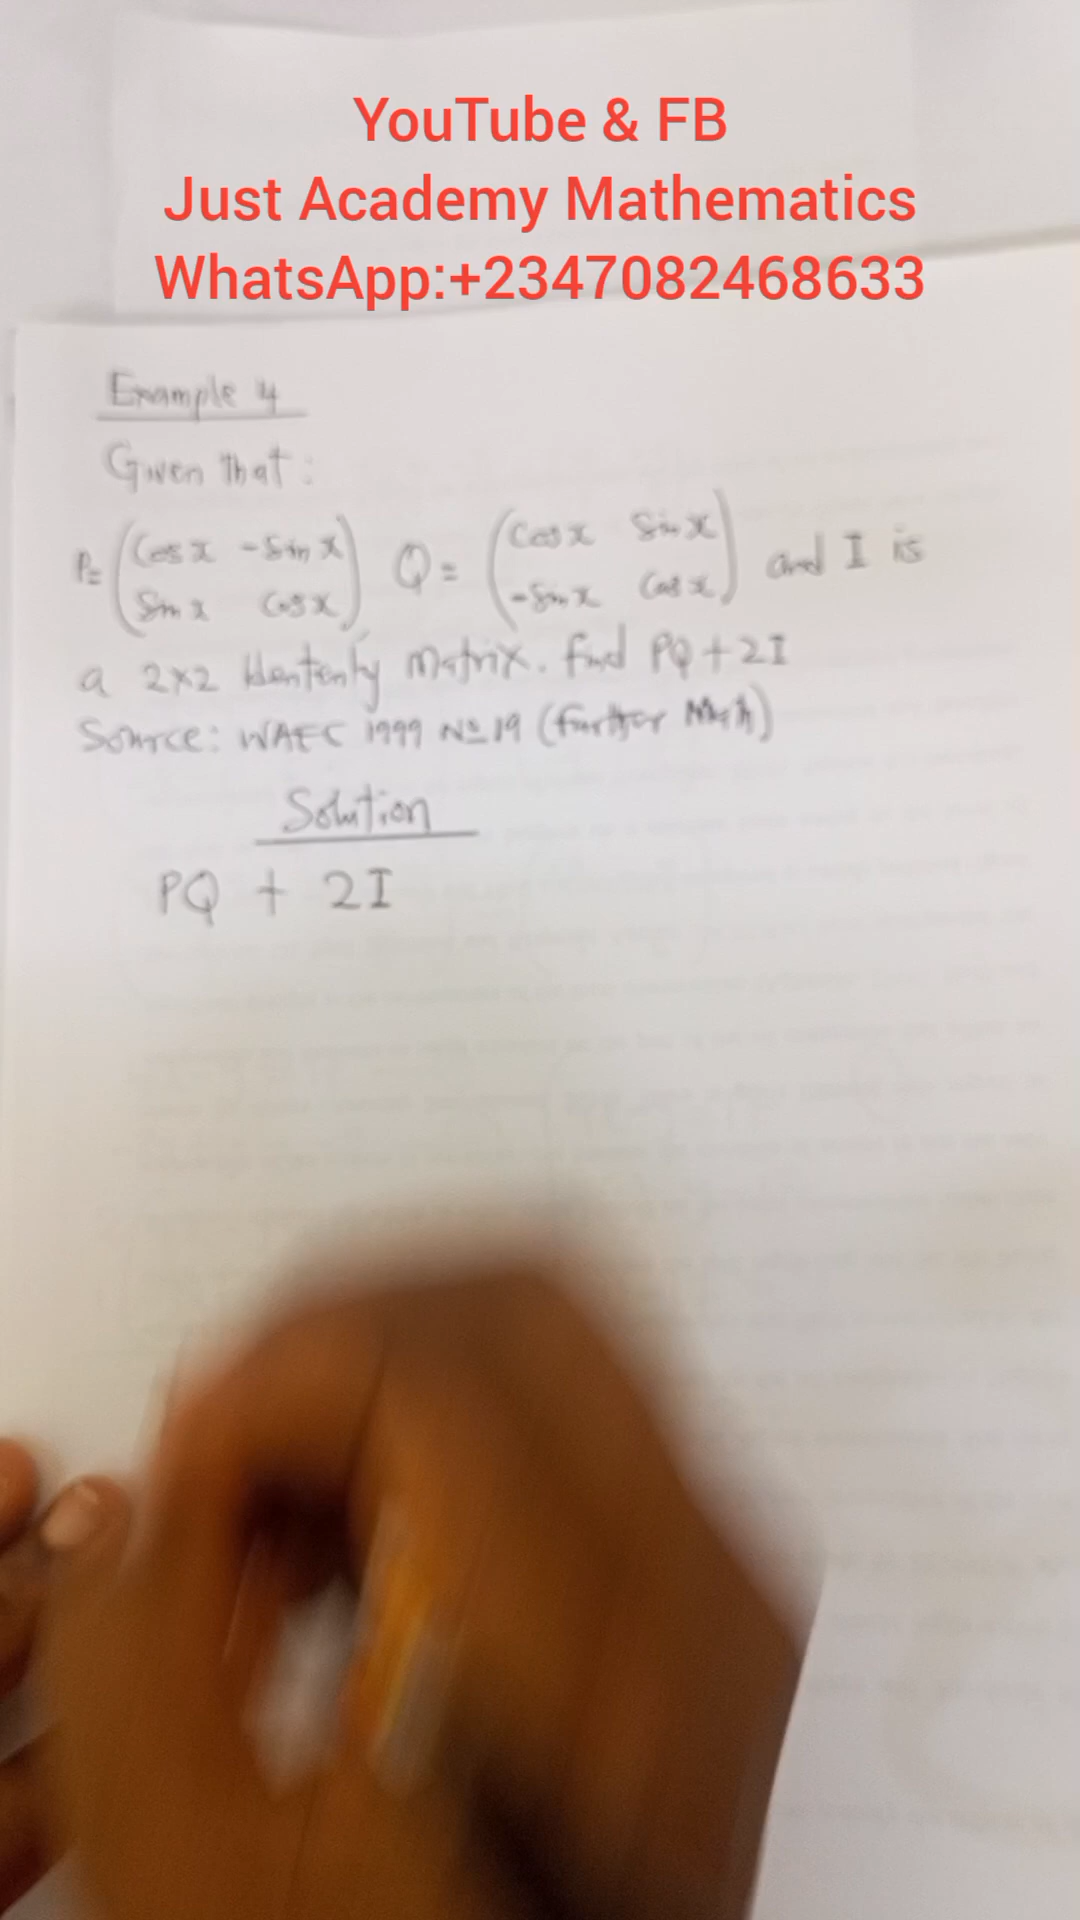 YouTube & FB
Just Academy Mathematics
WhatsApp:+2347082468633
Example 4
Given that:
P= (Cos x -Sin x Q = (Cos x Sin x and I is
Sin x Cos x) -Sin x Cos x)
a 2x2 Identity Matrix. find PQ+2I
Source: WAEC 1999 No 19 (Further Math)
Solution
PQ + 2I